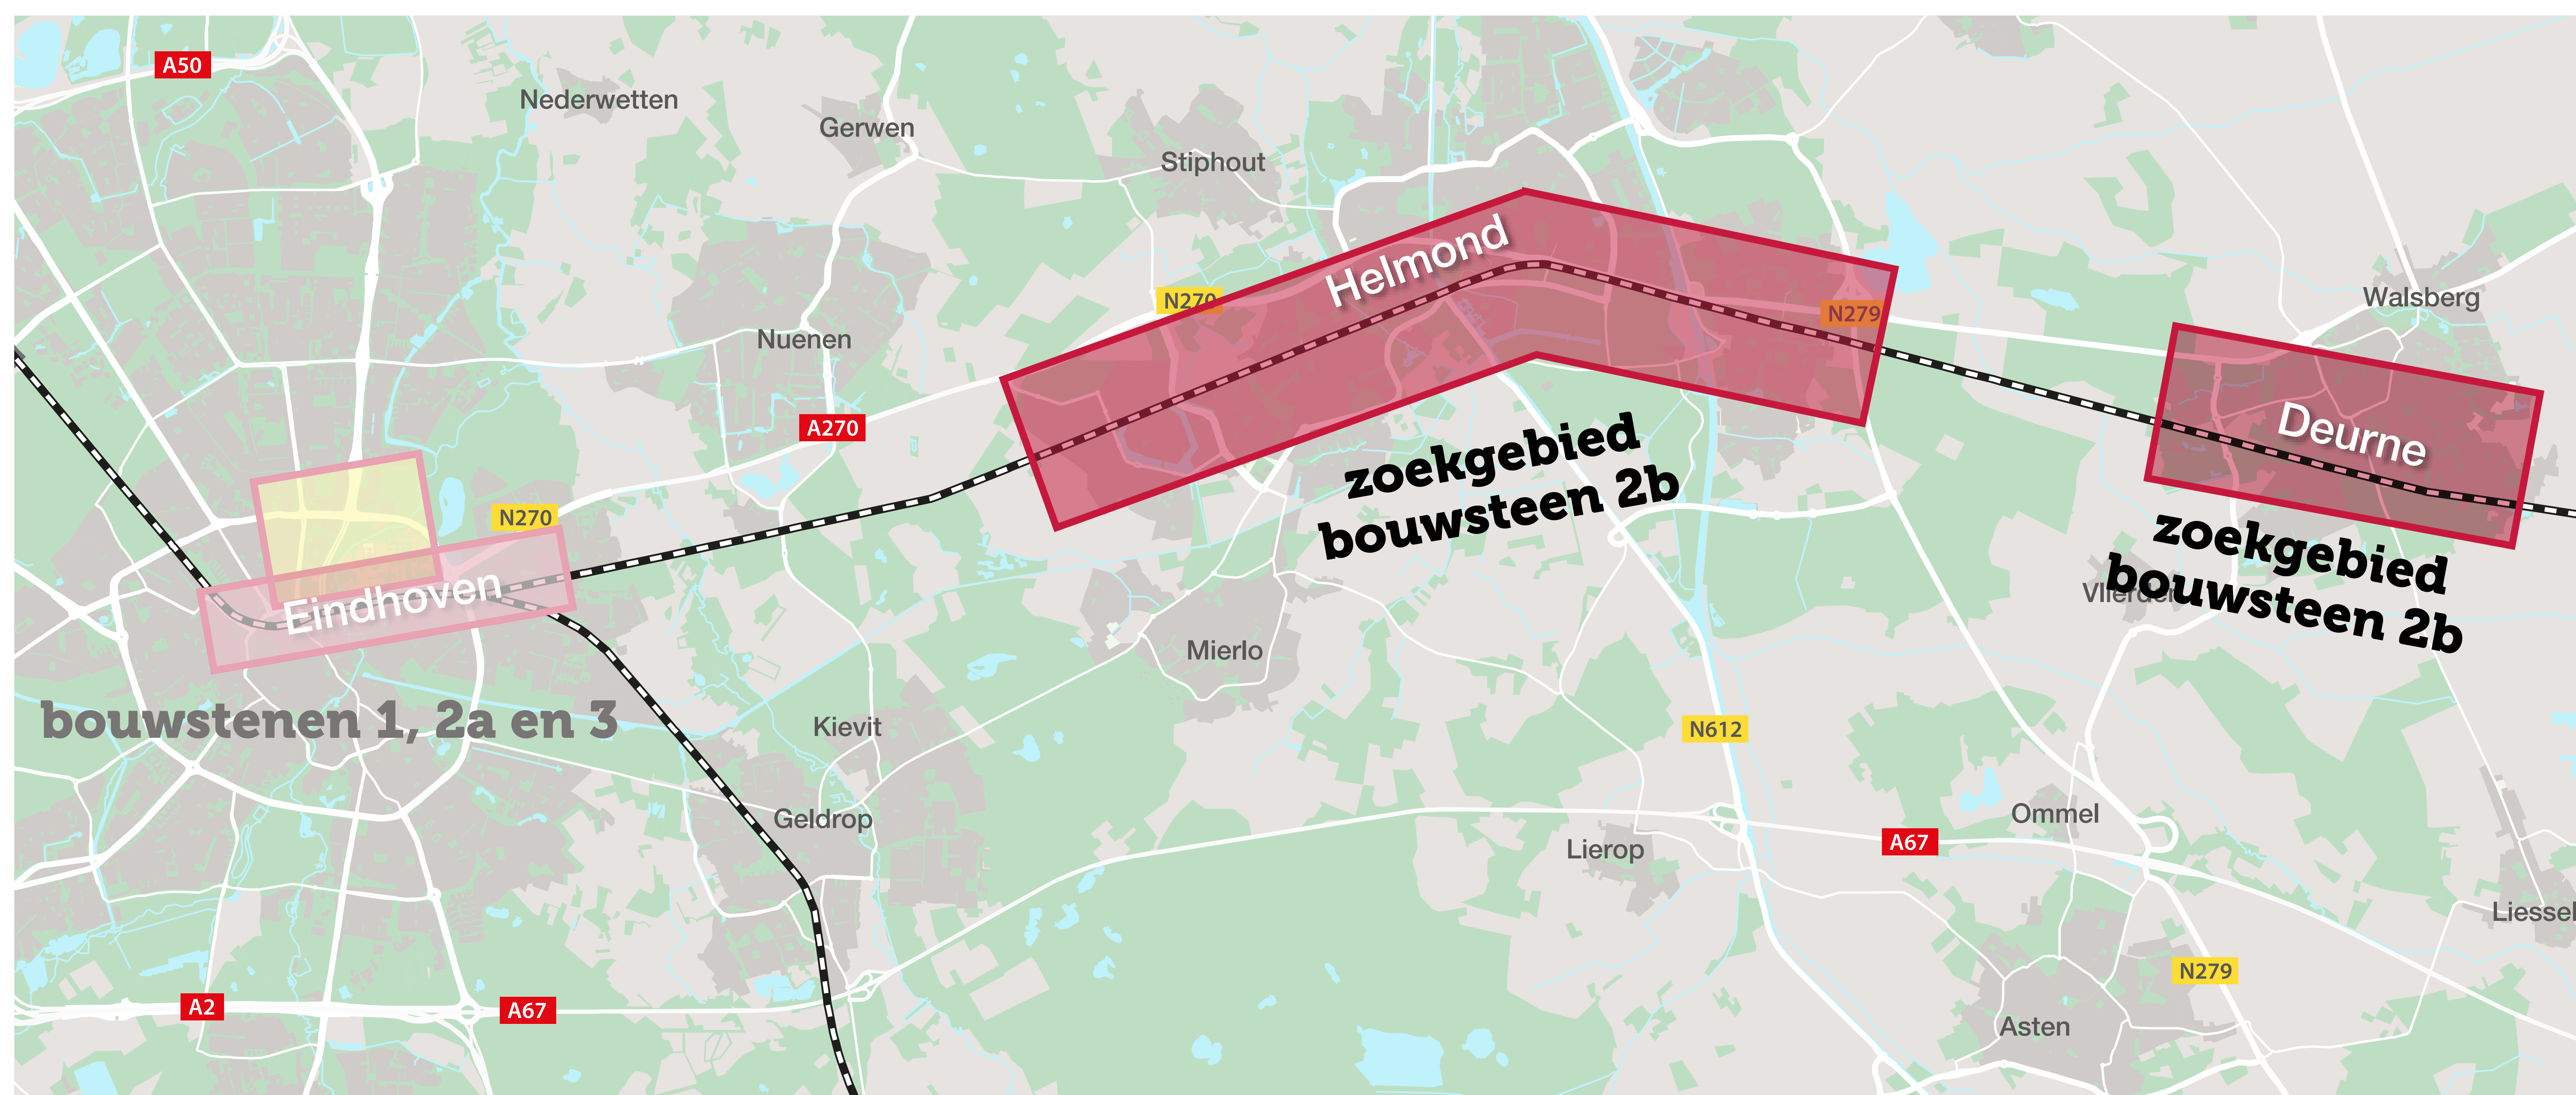 A50
Nederwetten
Gerwen
Stiphout
Helmond
N270
N279
Walsberg
Nuenen
A270
Deurne
zoekgebied
bouwsteen 2b
N270
Eindhoven
zoekgebied
bouwsteen 2b
Vlierden
Mierlo
bouwstenen 1, 2a en 3
Kievit
N612
Geldrop
Ommel
Lierop
A67
Liessel
N279
A2
A67
Asten